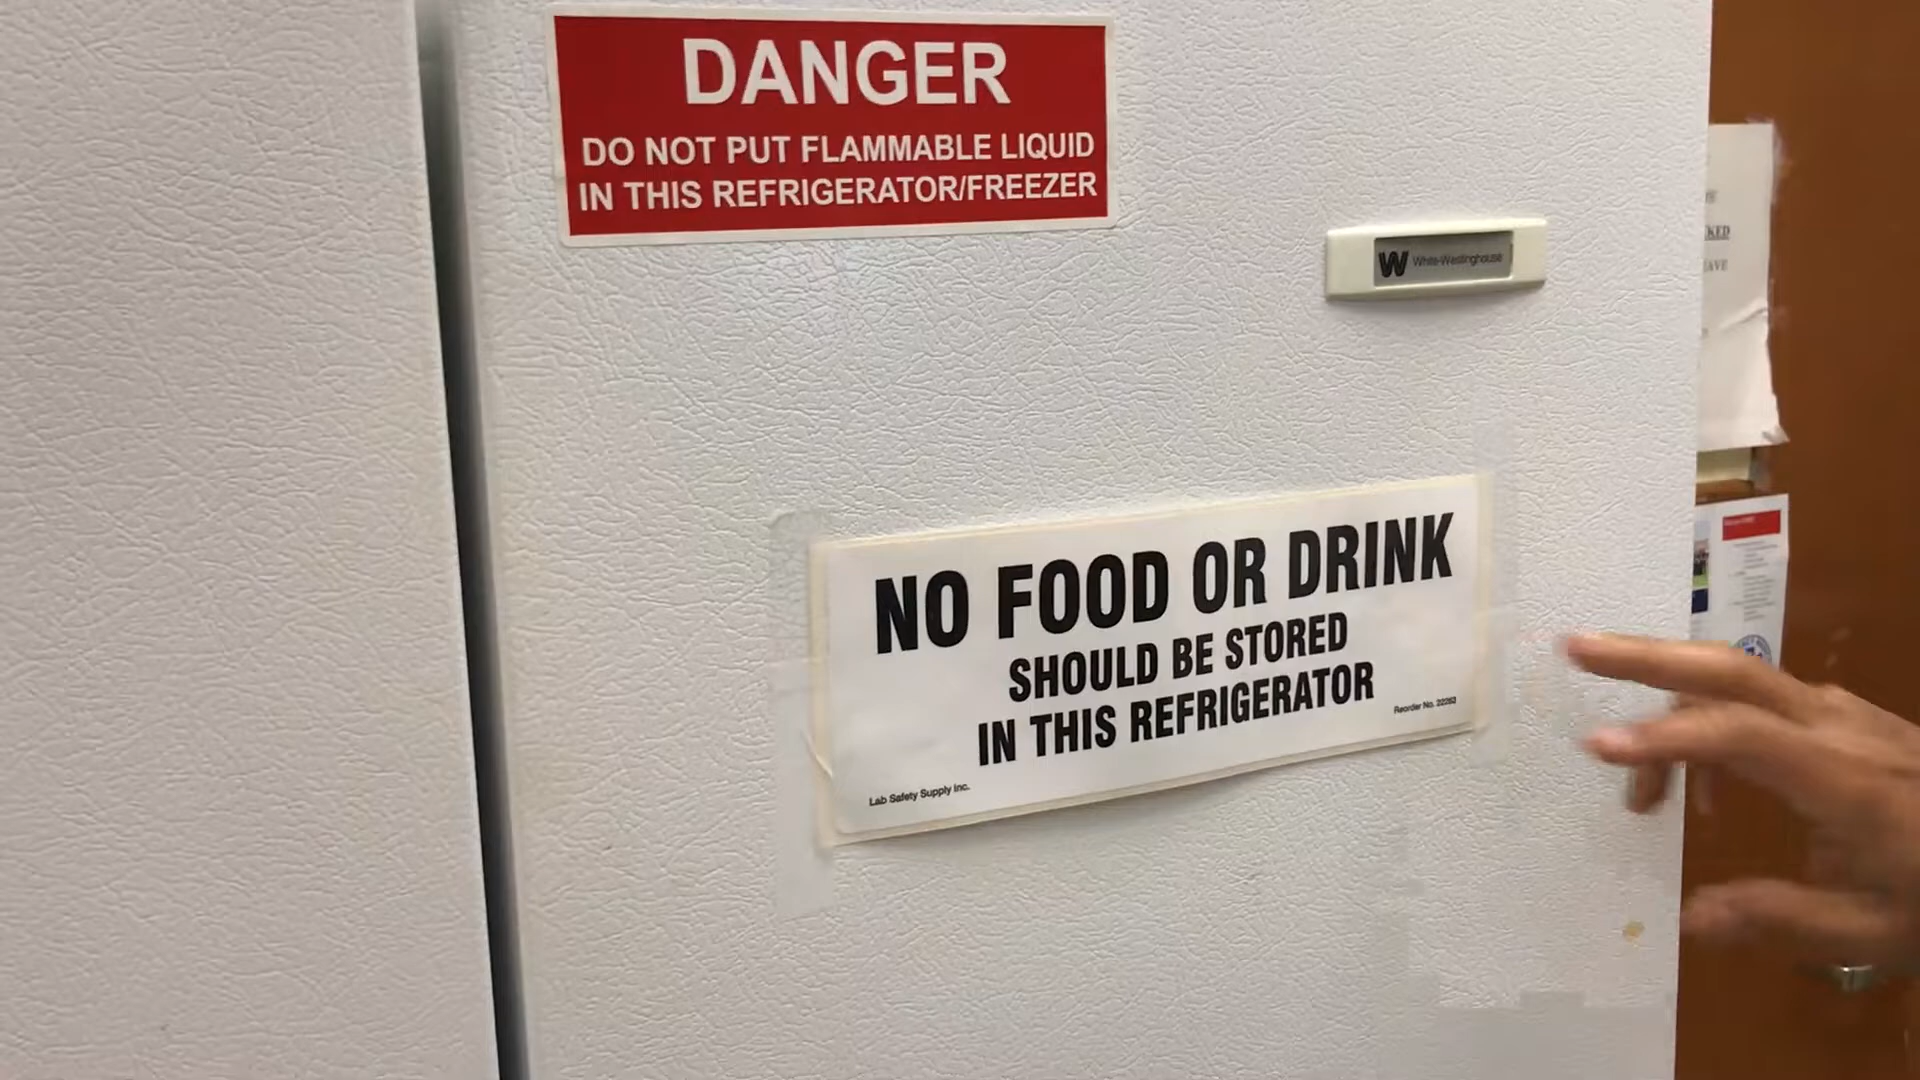 DANGER
DO NOT PUT FLAMMABLE LIQUID
IN THIS REFRIGERATOR/FREEZER
W White-Westinghouse
NO FOOD OR DRINK
SHOULD BE STORED
IN THIS REFRIGERATOR
Reorder No. 22263
Lab Safety Supply Inc.